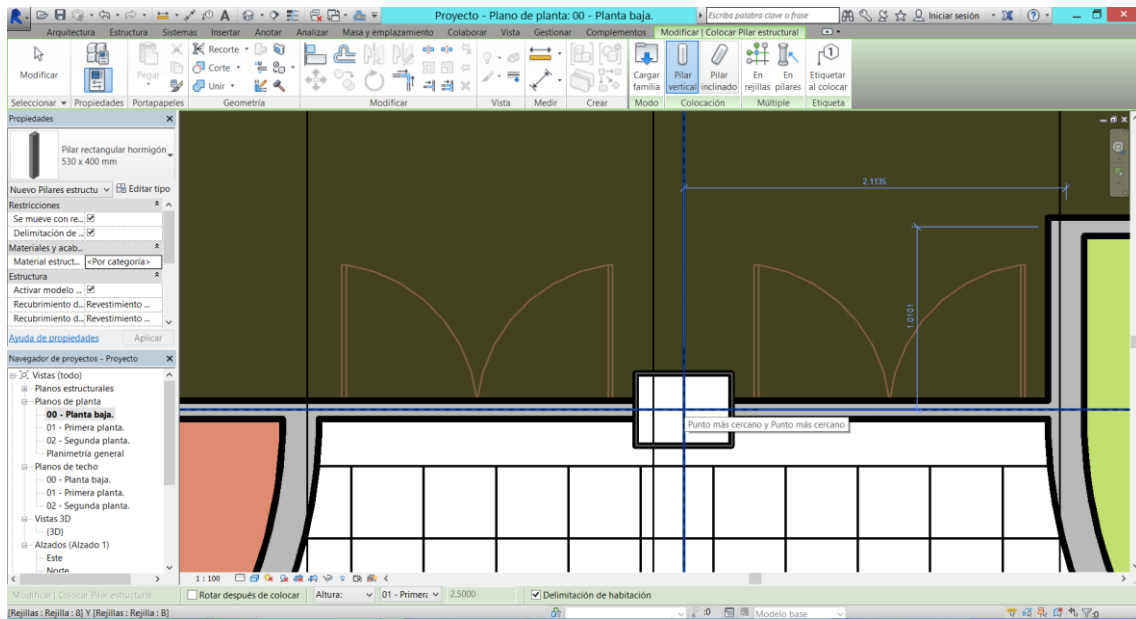 Proyecto - Plano de planta: 00 - Planta baja.
Escriba palabra clave o frase
Iniciar sesión
Arquitectura Estructura Sistemas Insertar Anotar Analizar Masa y emplazamiento Colaborar Vista Gestionar Complementos Modificar | Colocar Pilar estructural
Modificar
Pegar
Recorte
Corte
Unir
Cargar familia
Pilar vertical
Pilar inclinado
En rejillas
En pilares
Etiquetar al colocar
Seleccionar Propiedades Portapapeles Geometría Modificar Vista Medir Crear Modo Colocación Múltiple Etiqueta
Propiedades
Pilar rectangular hormigón
530 x 400 mm
Nuevo Pilares estructu Editar tipo
Restricciones
Se mueve con re...
Delimitación de ...
Materiales y acab...
Material estruct... <Por categoría>
Estructura
Activar modelo ...
Recubrimiento d... Revestimiento ...
Recubrimiento d... Revestimiento ...
Ayuda de propiedades Aplicar
Navegador de proyectos - Proyecto
Vistas (todo)
Planos estructurales
Planos de planta
00 - Planta baja.
01 - Primera planta.
02 - Segunda planta.
Planimetría general
Planos de techo
00 - Planta baja.
01 - Primera planta.
02 - Segunda planta.
Vistas 3D
{3D}
Alzados (Alzado 1)
Este
Norte
2.1135
1.0101
Punto más cercano y Punto más cercano
1 : 100
Modificar | Colocar Pilar estructural Rotar después de colocar Altura: 01 - Primera 2.5000 Delimitación de habitación
[Rejillas : Rejilla : 8] Y [Rejillas : Rejilla : B] :0 Modelo base :0